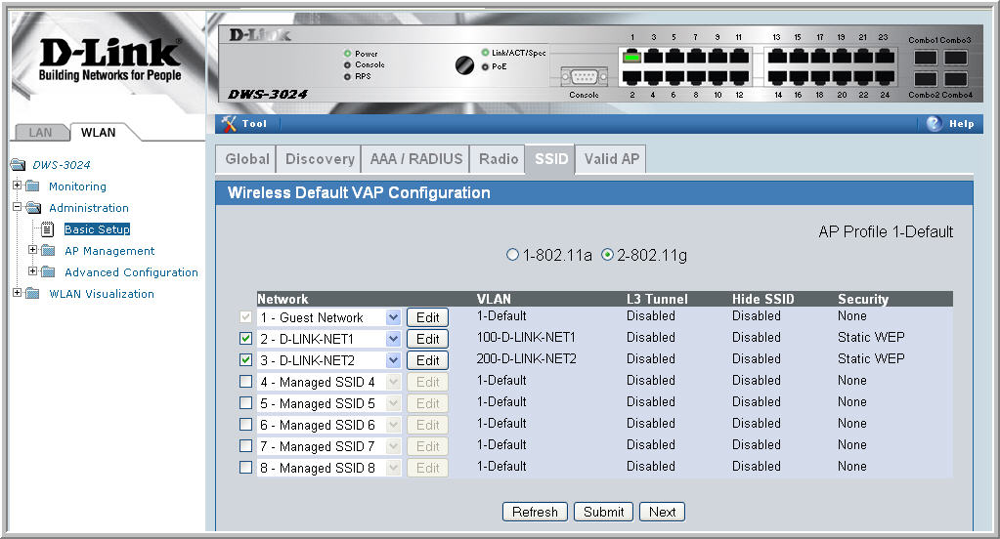 D-Link
Building Networks for People
D-Link
DWS-3024
Power
Console
RPS
Link/ACT/Spec
PoE
Console
1 3 5 7 9 11 13 15 17 19 21 23
2 4 6 8 10 12 14 16 18 20 22 24
Combo1 Combo3
Combo2 Combo4
LAN
WLAN
Tool
Help
DWS-3024
Monitoring
Administration
Basic Setup
AP Management
Advanced Configuration
WLAN Visualization
Global Discovery AAA / RADIUS Radio SSID Valid AP
Wireless Default VAP Configuration
AP Profile 1-Default
1-802.11a 2-802.11g
Network VLAN L3 Tunnel Hide SSID Security
1 - Guest Network Edit 1-Default Disabled Disabled None
2 - D-LINK-NET1 Edit 100-D-LINK-NET1 Disabled Disabled Static WEP
3 - D-LINK-NET2 Edit 200-D-LINK-NET2 Disabled Disabled Static WEP
4 - Managed SSID 4 Edit 1-Default Disabled Disabled None
5 - Managed SSID 5 Edit 1-Default Disabled Disabled None
6 - Managed SSID 6 Edit 1-Default Disabled Disabled None
7 - Managed SSID 7 Edit 1-Default Disabled Disabled None
8 - Managed SSID 8 Edit 1-Default Disabled Disabled None
Refresh Submit Next